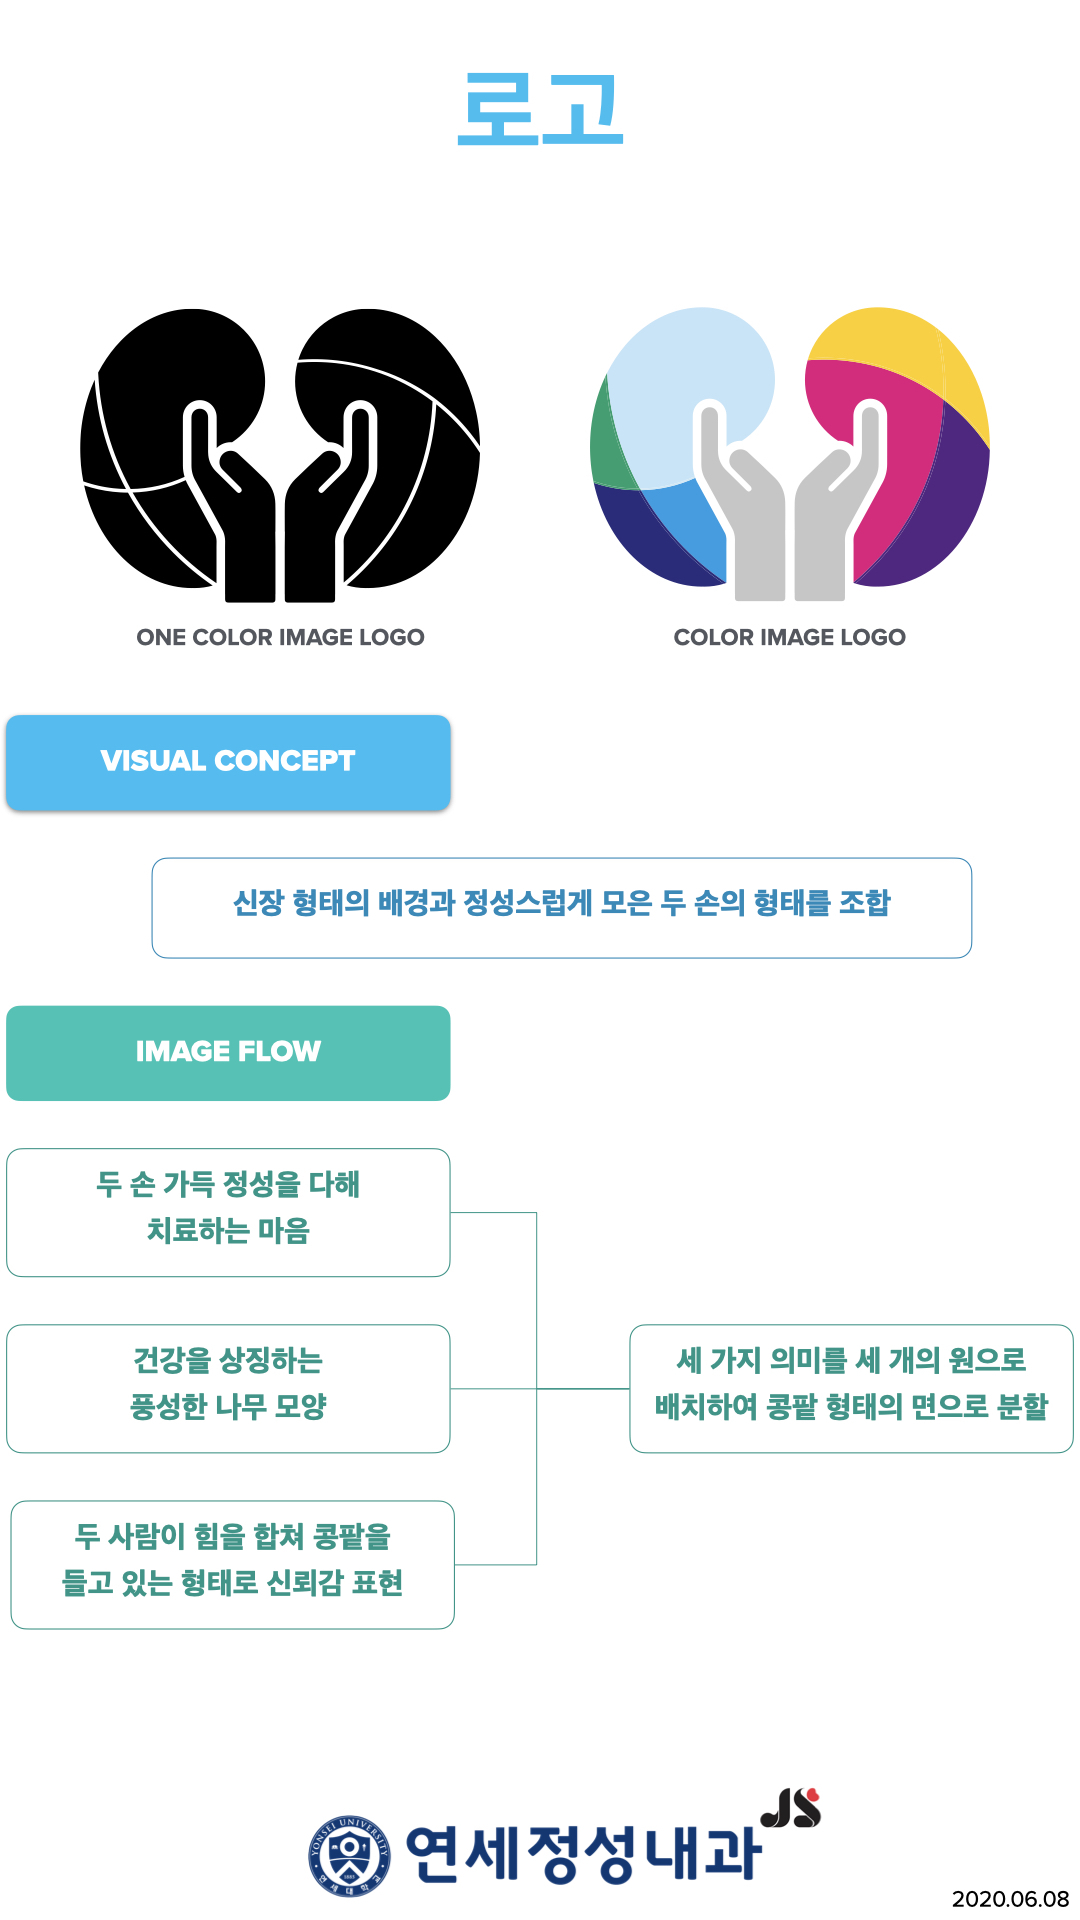 로고
ONE COLOR IMAGE LOGO
COLOR IMAGE LOGO
VISUAL CONCEPT
신장 형태의 배경과 정성스럽게 모은 두 손의 형태를 조합
IMAGE FLOW
두 손 가득 정성을 다해
치료하는 마음
건강을 상징하는
풍성한 나무 모양
두 사람이 힘을 합쳐 콩팥을
들고 있는 형태로 신뢰감 표현
세 가지 의미를 세 개의 원으로
배치하여 콩팥 형태의 면으로 분할
YONSEI UNIVERSITY
연세대학교
연세정성내과
JS
2020.06.08